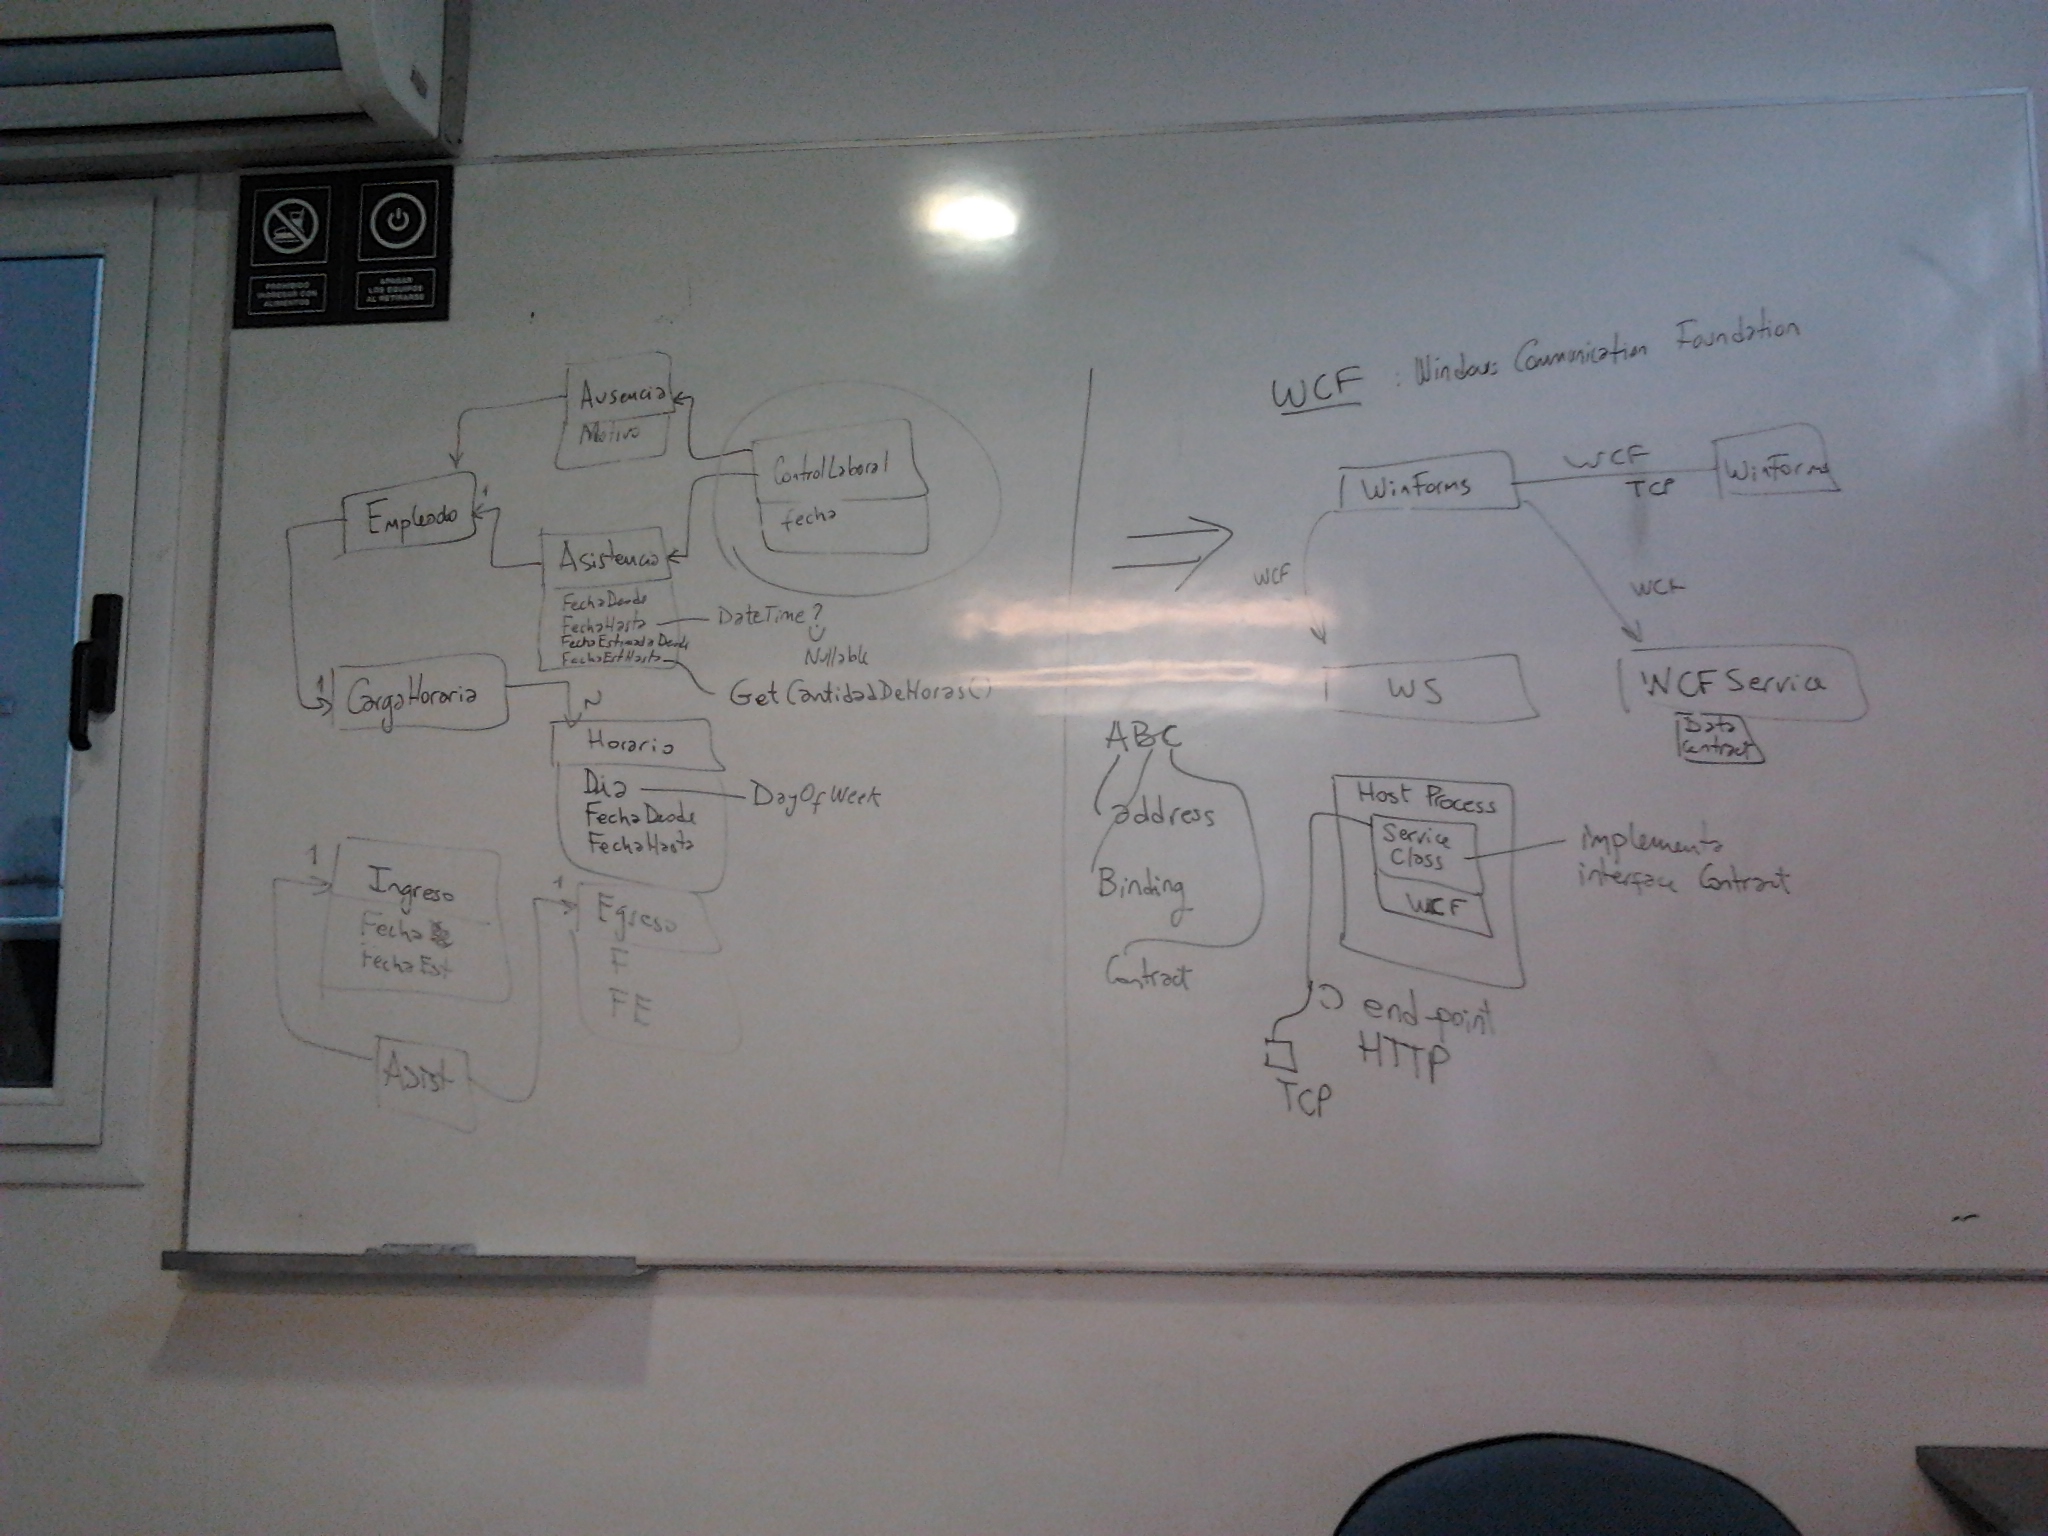 PROHIBIDO
INGRESAR CON
ALIMENTOS
APAGAR
LOS EQUIPOS
AL RETIRARSE
Ausencia
Motivo
ControlLaboral
fecha
Empleado
1
Asistencia
FechaDesde
FechaHasta
FechaEstimadaDesde
FechaEstHasta
DateTime?
Nullable
GetCantidadDeHoras()
1
CargaHoraria
N
Horario
Dia
FechaDesde
FechaHasta
DayOfWeek
1
Ingreso
Fecha
FechaEst
1
Egreso
F
FE
Asist
WCF : Windows Communication Foundation
WinForms
WCF
TCP
WinForms
WCF
WCF
WS
WCF Service
Data
Contract
ABC
address
Binding
Contract
Host Process
Service
Class
WCF
implementa
interface Contract
end-point
HTTP
TCP